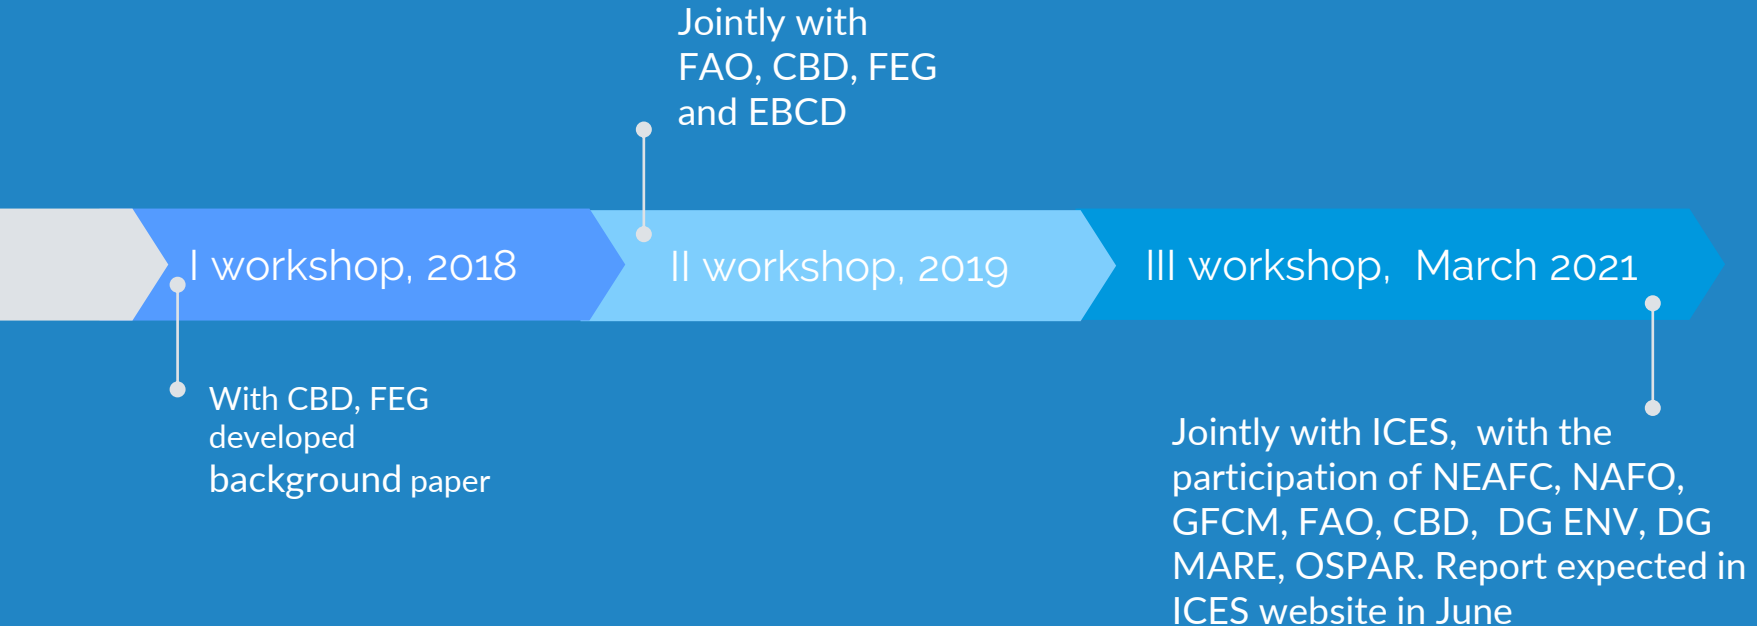 Jointly with
FAO, CBD, FEG
and EBCD
I workshop, 2018
II workshop, 2019
III workshop, March 2021
With CBD, FEG
developed
background paper
Jointly with ICES, with the
participation of NEAFC, NAFO,
GFCM, FAO, CBD, DG ENV, DG
MARE, OSPAR. Report expected in
ICES website in June